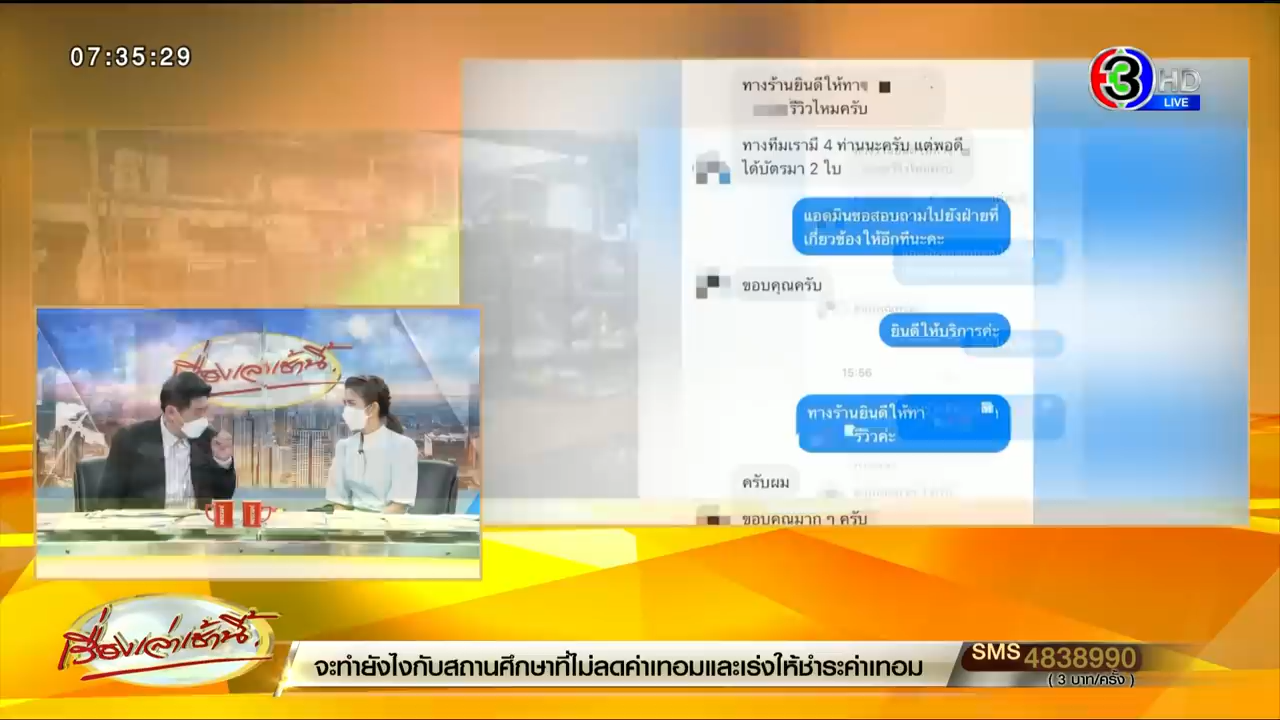 07:35:29
3 HD
LIVE
ทางร้านยินดีให้ทา
รีวิวไหมครับ
ทางทีมเรามี 4 ท่านนะครับ แต่พอดี
ได้บัตรมา 2 ใบ
แอดมินขอสอบถามไปยังฝ่ายที่
เกี่ยวข้องให้อีกทีนะคะ
ขอบคุณครับ
ยินดีให้บริการค่ะ
15:56
ทางร้านยินดีให้ทา
รีวิวค่ะ
ครับผม
ขอบคุณมาก ๆ ครับ
เรื่องเล่าเช้านี้
เรื่องเล่าเช้านี้
จะทำยังไงกับสถานศึกษาที่ไม่ลดค่าเทอมและเร่งให้ชำระค่าเทอม
SMS 4838990
( 3 บาท/ครั้ง )